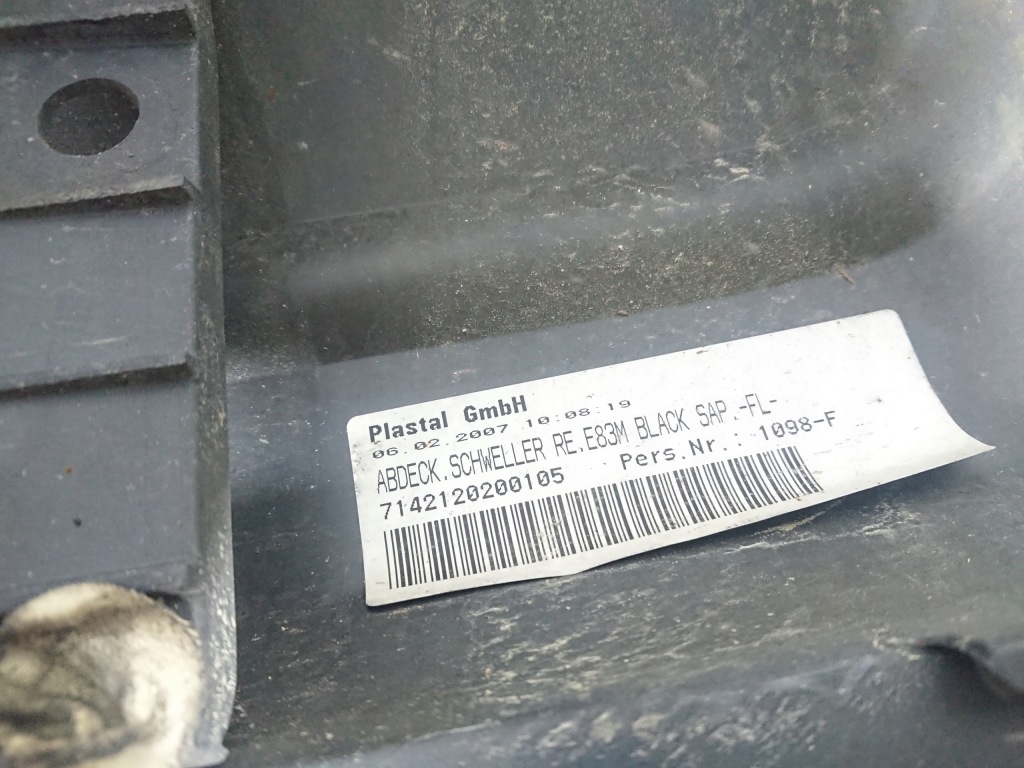 Plastal GmbH
06.02.2007 10:08:19
ABDECK.SCHWELLER RE.E83M BLACK SAP.-FL-
7142120200105 Pers.Nr.: 1098-F